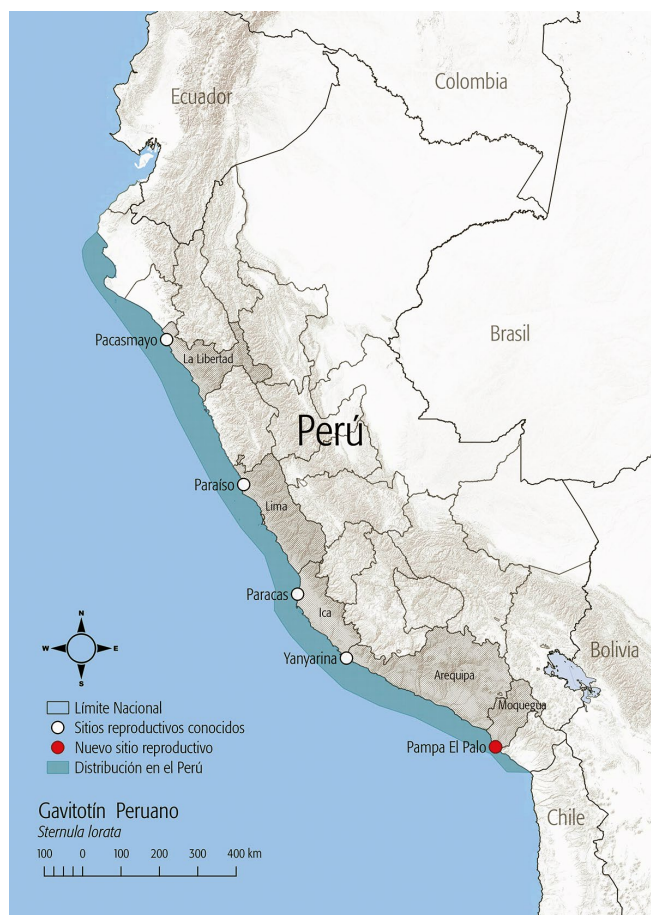 Colombia
Ecuador
Brasil
Pacasmayo
La Libertad
Perú
Paraíso
Lima
Paracas
Ica
N
W E
S
Yanyarina
Bolivia
Arequipa
Moquegua
Límite Nacional
Sitios reproductivos conocidos
Nuevo sitio reproductivo
Distribución en el Perú
Pampa El Palo
Chile
Gavitotín Peruano
Sternula lorata
100 0 100 200 300 400 km